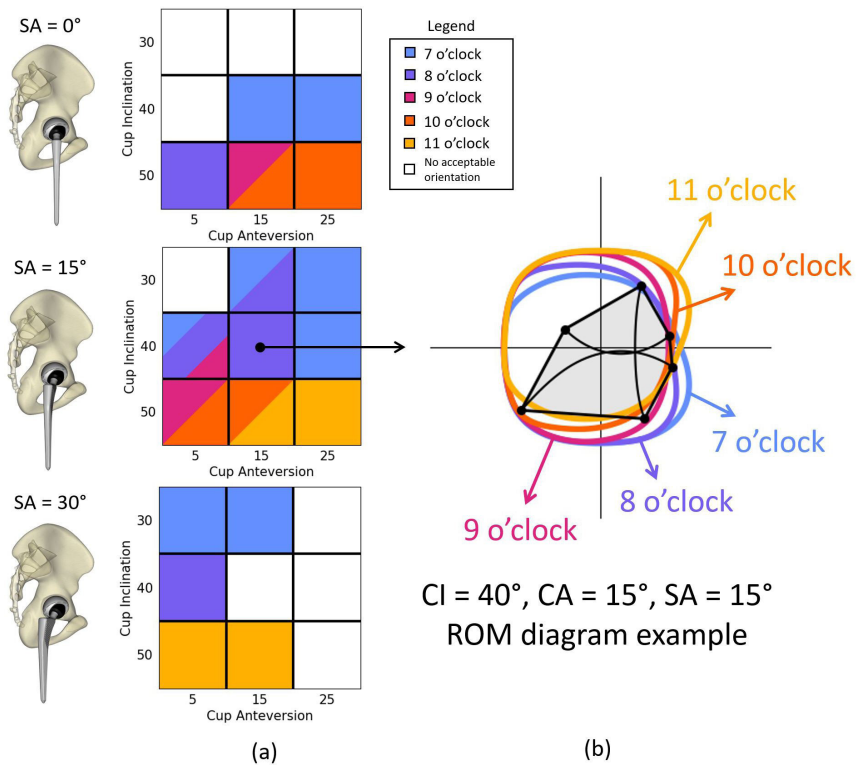 SA = 0°
30
40
50
Cup Inclination
5 15 25
Cup Anteversion
Legend
7 o’clock
8 o’clock
9 o’clock
10 o’clock
11 o’clock
No acceptable
orientation
SA = 15°
30
40
50
Cup Inclination
5 15 25
Cup Anteversion
SA = 30°
30
40
50
Cup Inclination
5 15 25
Cup Anteversion
(a)
11 o’clock
10 o’clock
7 o’clock
8 o’clock
9 o’clock
CI = 40°, CA = 15°, SA = 15°
ROM diagram example
(b)